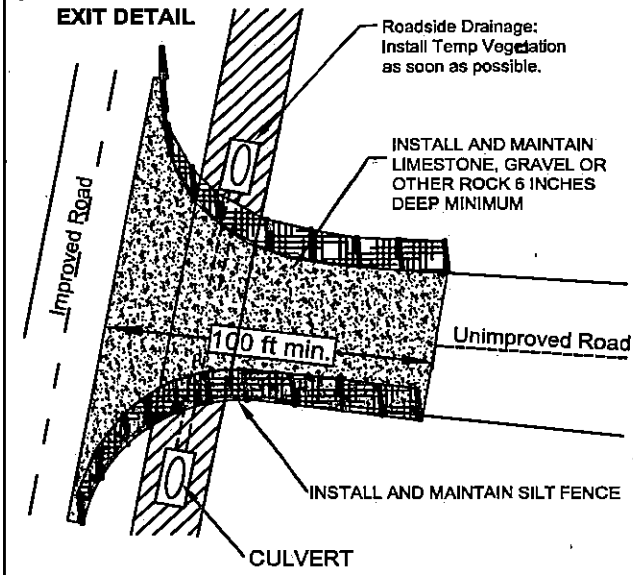 EXIT DETAIL
Roadside Drainage:
Install Temp Vegetation
as soon as possible.
INSTALL AND MAINTAIN
LIMESTONE, GRAVEL OR
OTHER ROCK 6 INCHES
DEEP MINIMUM
Improved Road
100 ft min.
Unimproved Road
INSTALL AND MAINTAIN SILT FENCE
CULVERT